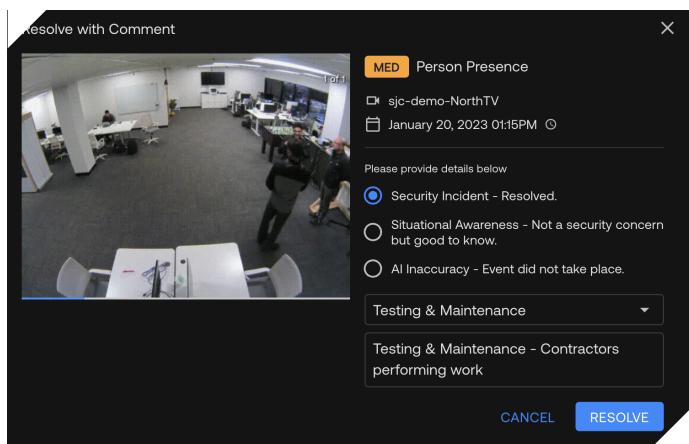 Resolve with Comment
1 of 1
MED Person Presence
sjc-demo-NorthTV
January 20, 2023 01:15PM
Please provide details below
Security Incident - Resolved.
Situational Awareness - Not a security concern
but good to know.
AI Inaccuracy - Event did not take place.
Testing & Maintenance
Testing & Maintenance - Contractors
performing work
CANCEL RESOLVE